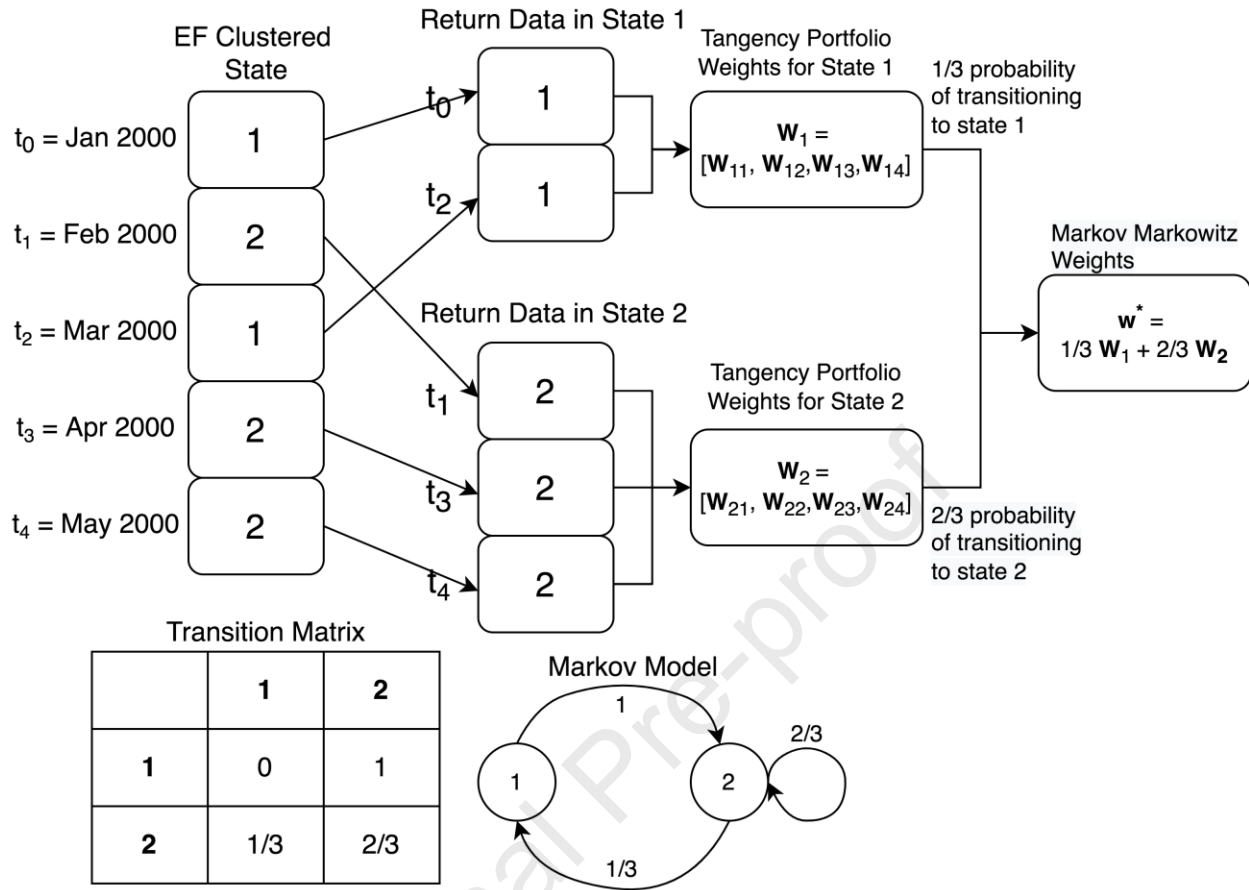 EF Clustered
State
t₀ = Jan 2000
1
t₁ = Feb 2000
2
t₂ = Mar 2000
1
t₃ = Apr 2000
2
t₄ = May 2000
2
Return Data in State 1
t₀
1
t₂
1
Return Data in State 2
t₁
2
t₃
2
t₄
2
Tangency Portfolio
Weights for State 1
W₁ =
[W₁₁, W₁₂,W₁₃,W₁₄]
1/3 probability
of transitioning
to state 1
Tangency Portfolio
Weights for State 2
W₂ =
[W₂₁, W₂₂,W₂₃,W₂₄]
2/3 probability
of transitioning
to state 2
Markov Markowitz
Weights
w* =
1/3 W₁ + 2/3 W₂
Transition Matrix
1 2
1 0 1
2 1/3 2/3
Markov Model
1
1
2
2/3
1/3
al Pre-proof